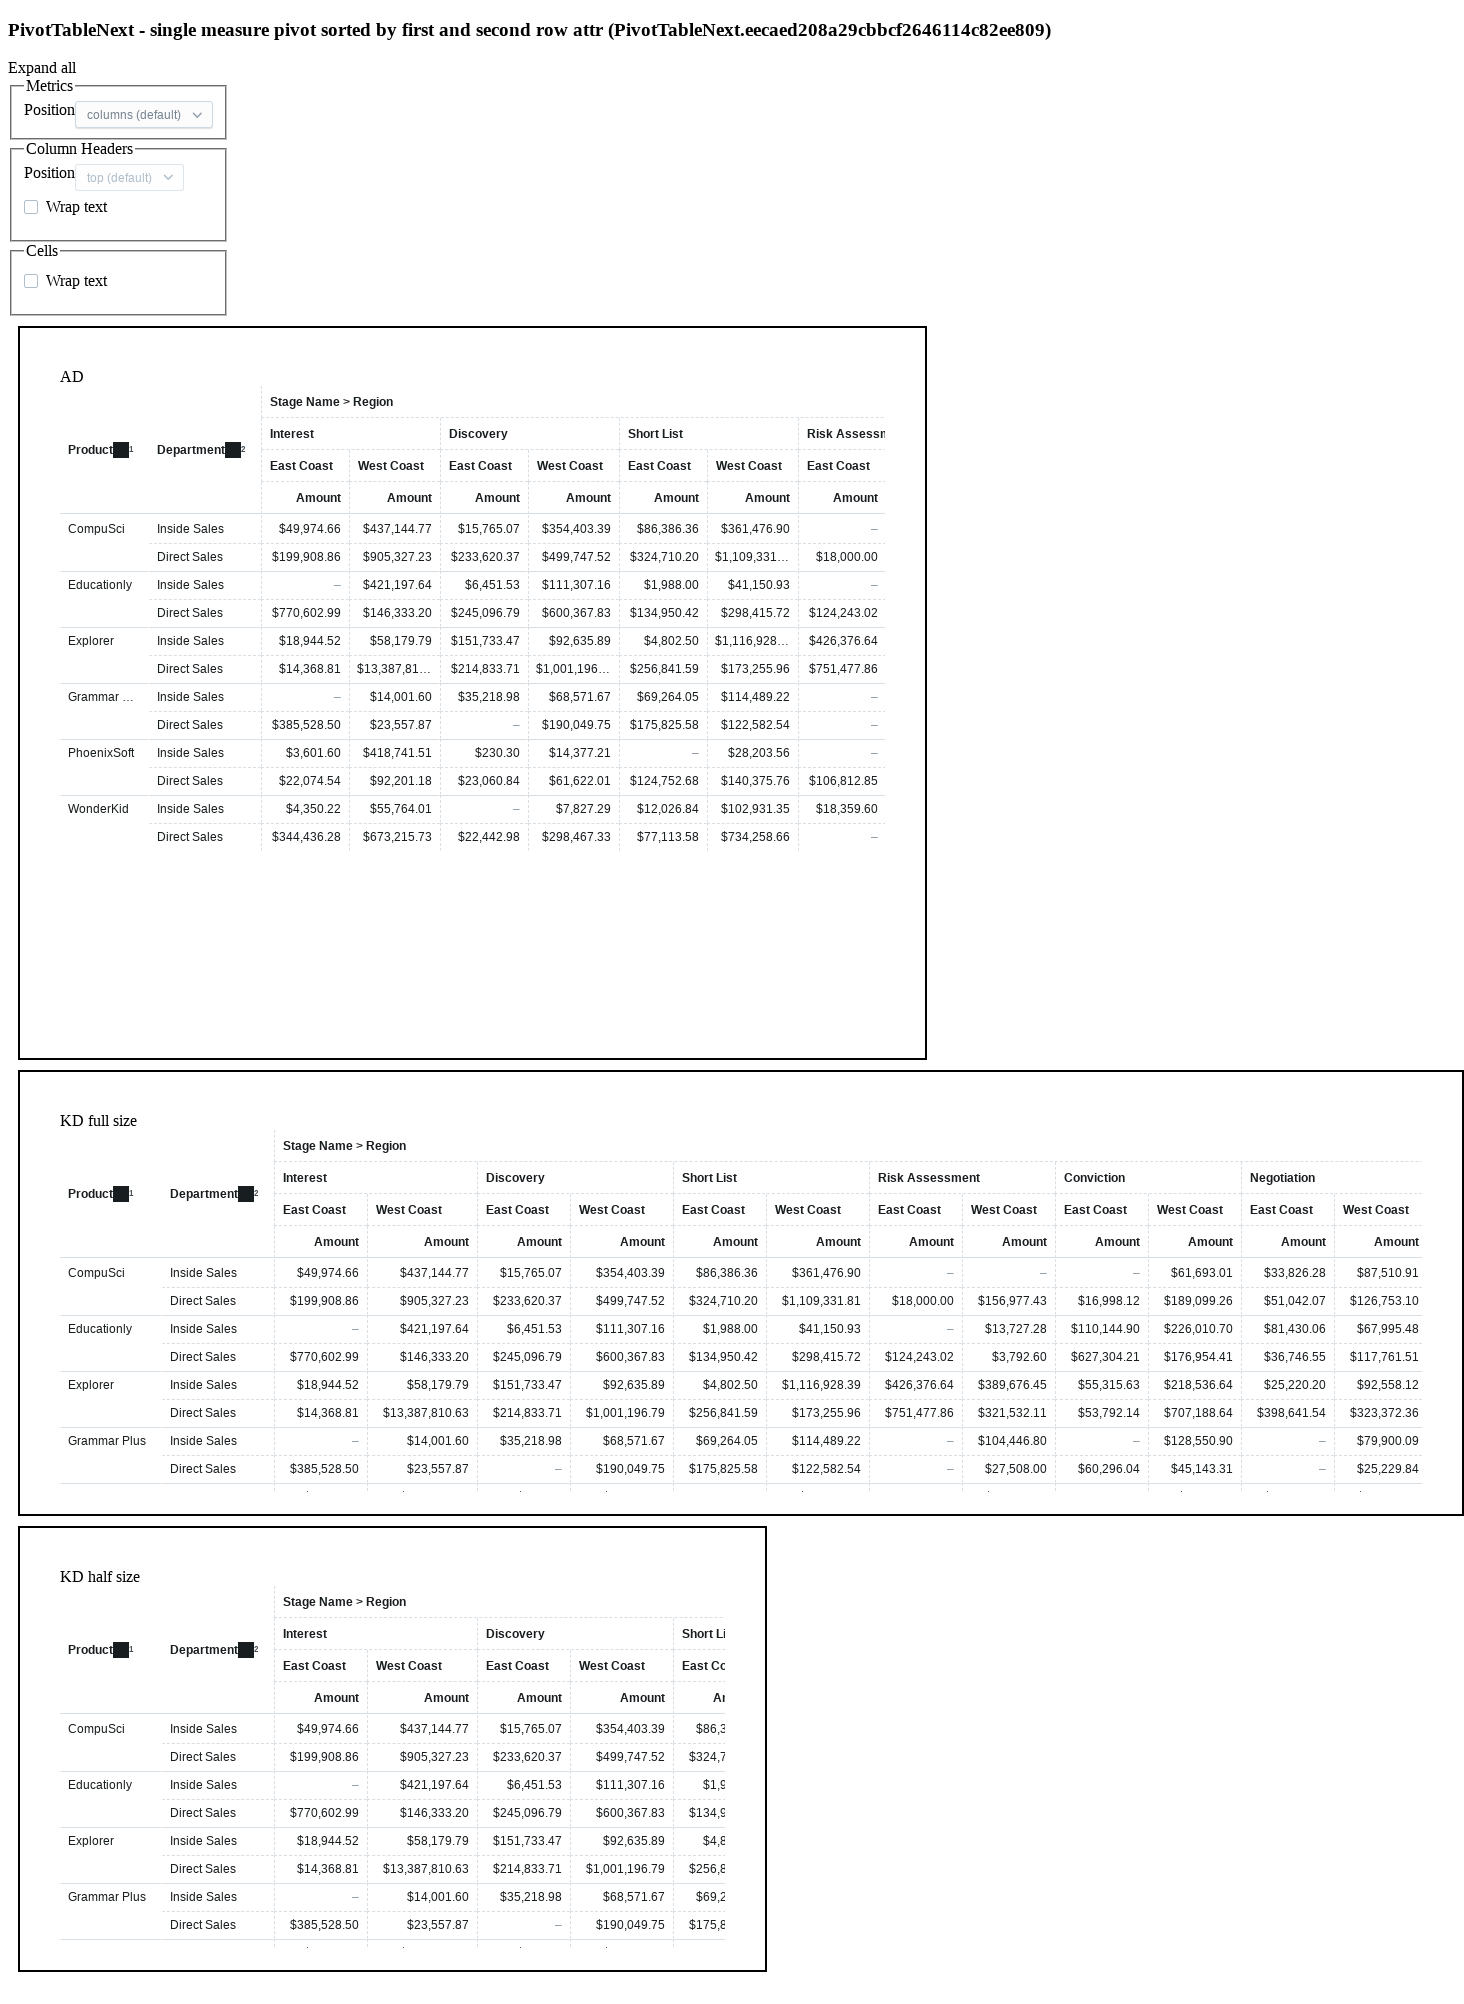 PivotTableNext - single measure pivot sorted by first and second row attr (PivotTableNext.eecaed208a29cbbcf2646114c82ee809)
Expand all
Metrics
Position columns (default)
Column Headers
Position top (default)
Wrap text
Cells
Wrap text
AD
Stage Name > Region
Interest Discovery Short List Risk Assessm
Product 1 Department 2
East Coast West Coast East Coast West Coast East Coast West Coast East Coast
Amount Amount Amount Amount Amount Amount Amount
CompuSci Inside Sales $49,974.66 $437,144.77 $15,765.07 $354,403.39 $86,386.36 $361,476.90 –
Direct Sales $199,908.86 $905,327.23 $233,620.37 $499,747.52 $324,710.20 $1,109,331… $18,000.00
Educationly Inside Sales – $421,197.64 $6,451.53 $111,307.16 $1,988.00 $41,150.93 –
Direct Sales $770,602.99 $146,333.20 $245,096.79 $600,367.83 $134,950.42 $298,415.72 $124,243.02
Explorer Inside Sales $18,944.52 $58,179.79 $151,733.47 $92,635.89 $4,802.50 $1,116,928… $426,376.64
Direct Sales $14,368.81 $13,387,81… $214,833.71 $1,001,196… $256,841.59 $173,255.96 $751,477.86
Grammar … Inside Sales – $14,001.60 $35,218.98 $68,571.67 $69,264.05 $114,489.22 –
Direct Sales $385,528.50 $23,557.87 – $190,049.75 $175,825.58 $122,582.54 –
PhoenixSoft Inside Sales $3,601.60 $418,741.51 $230.30 $14,377.21 – $28,203.56 –
Direct Sales $22,074.54 $92,201.18 $23,060.84 $61,622.01 $124,752.68 $140,375.76 $106,812.85
WonderKid Inside Sales $4,350.22 $55,764.01 – $7,827.29 $12,026.84 $102,931.35 $18,359.60
Direct Sales $344,436.28 $673,215.73 $22,442.98 $298,467.33 $77,113.58 $734,258.66 –
KD full size
Stage Name > Region
Interest Discovery Short List Risk Assessment Conviction Negotiation
Product 1 Department 2
East Coast West Coast East Coast West Coast East Coast West Coast East Coast West Coast East Coast West Coast East Coast West Coast
Amount Amount Amount Amount Amount Amount Amount Amount Amount Amount Amount Amount
CompuSci Inside Sales $49,974.66 $437,144.77 $15,765.07 $354,403.39 $86,386.36 $361,476.90 – – – $61,693.01 $33,826.28 $87,510.91
Direct Sales $199,908.86 $905,327.23 $233,620.37 $499,747.52 $324,710.20 $1,109,331.81 $18,000.00 $156,977.43 $16,998.12 $189,099.26 $51,042.07 $126,753.10
Educationly Inside Sales – $421,197.64 $6,451.53 $111,307.16 $1,988.00 $41,150.93 – $13,727.28 $110,144.90 $226,010.70 $81,430.06 $67,995.48
Direct Sales $770,602.99 $146,333.20 $245,096.79 $600,367.83 $134,950.42 $298,415.72 $124,243.02 $3,792.60 $627,304.21 $176,954.41 $36,746.55 $117,761.51
Explorer Inside Sales $18,944.52 $58,179.79 $151,733.47 $92,635.89 $4,802.50 $1,116,928.39 $426,376.64 $389,676.45 $55,315.63 $218,536.64 $25,220.20 $92,558.12
Direct Sales $14,368.81 $13,387,810.63 $214,833.71 $1,001,196.79 $256,841.59 $173,255.96 $751,477.86 $321,532.11 $53,792.14 $707,188.64 $398,641.54 $323,372.36
Grammar Plus Inside Sales – $14,001.60 $35,218.98 $68,571.67 $69,264.05 $114,489.22 – $104,446.80 – $128,550.90 – $79,900.09
Direct Sales $385,528.50 $23,557.87 – $190,049.75 $175,825.58 $122,582.54 – $27,508.00 $60,296.04 $45,143.31 – $25,229.84
KD half size
Stage Name > Region
Interest Discovery Short Li
Product 1 Department 2
East Coast West Coast East Coast West Coast East Co
Amount Amount Amount Amount Ar
CompuSci Inside Sales $49,974.66 $437,144.77 $15,765.07 $354,403.39 $86,3
Direct Sales $199,908.86 $905,327.23 $233,620.37 $499,747.52 $324,7
Educationly Inside Sales – $421,197.64 $6,451.53 $111,307.16 $1,9
Direct Sales $770,602.99 $146,333.20 $245,096.79 $600,367.83 $134,9
Explorer Inside Sales $18,944.52 $58,179.79 $151,733.47 $92,635.89 $4,8
Direct Sales $14,368.81 $13,387,810.63 $214,833.71 $1,001,196.79 $256,8
Grammar Plus Inside Sales – $14,001.60 $35,218.98 $68,571.67 $69,2
Direct Sales $385,528.50 $23,557.87 – $190,049.75 $175,8